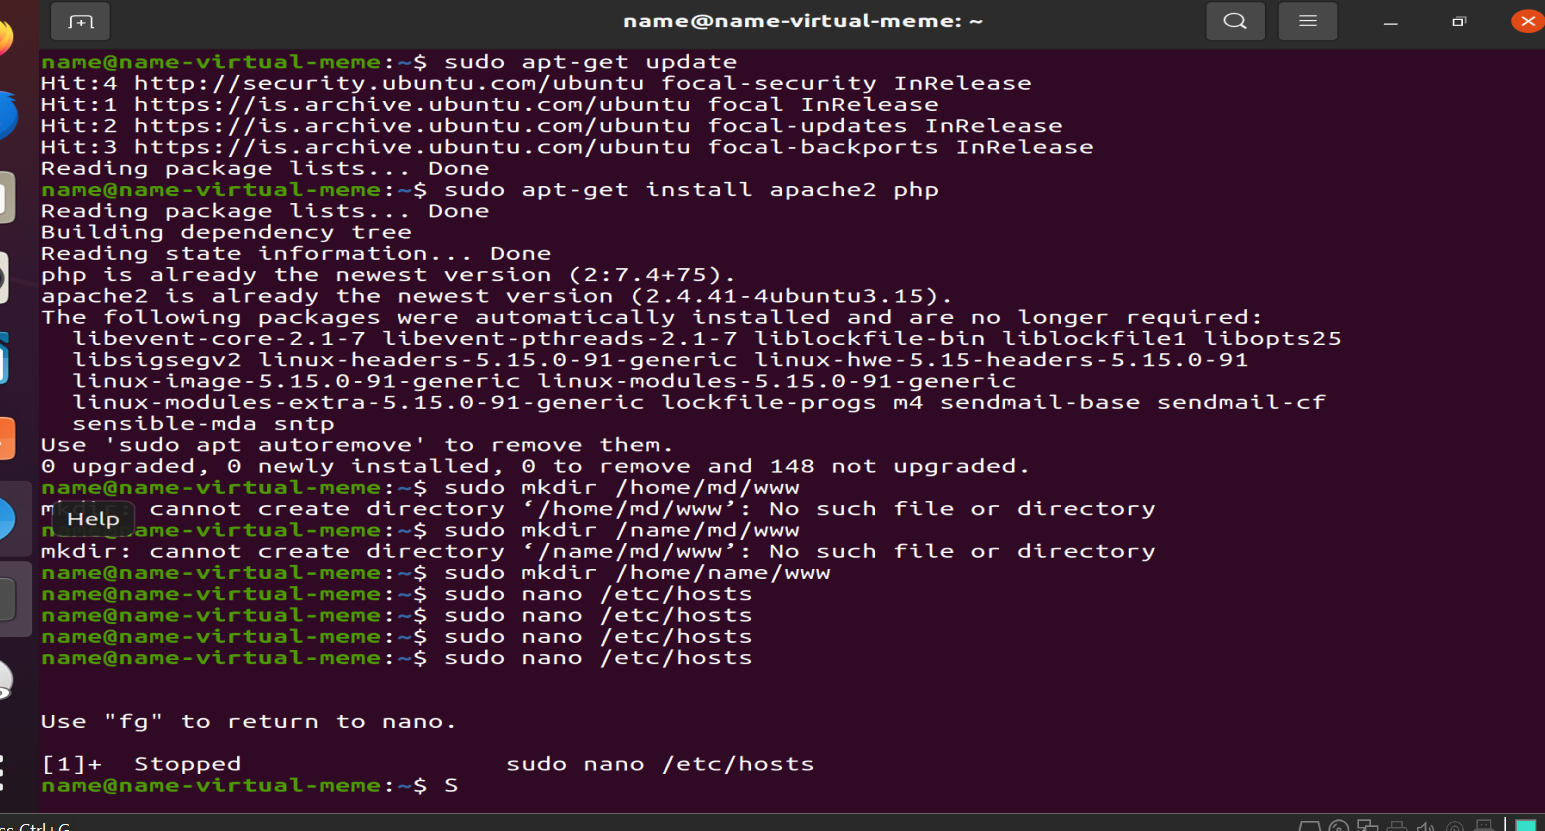 name@name-virtual-meme: ~
name@name-virtual-meme:~$ sudo apt-get update
Hit:4 http://security.ubuntu.com/ubuntu focal-security InRelease
Hit:1 https://is.archive.ubuntu.com/ubuntu focal InRelease
Hit:2 https://is.archive.ubuntu.com/ubuntu focal-updates InRelease
Hit:3 https://is.archive.ubuntu.com/ubuntu focal-backports InRelease
Reading package lists... Done
name@name-virtual-meme:~$ sudo apt-get install apache2 php
Reading package lists... Done
Building dependency tree
Reading state information... Done
php is already the newest version (2:7.4+75).
apache2 is already the newest version (2.4.41-4ubuntu3.15).
The following packages were automatically installed and are no longer required:
  libevent-core-2.1-7 libevent-pthreads-2.1-7 liblockfile-bin liblockfile1 libopts25
  libsigsegv2 linux-headers-5.15.0-91-generic linux-hwe-5.15-headers-5.15.0-91
  linux-image-5.15.0-91-generic linux-modules-5.15.0-91-generic
  linux-modules-extra-5.15.0-91-generic lockfile-progs m4 sendmail-base sendmail-cf
  sensible-mda sntp
Use 'sudo apt autoremove' to remove them.
0 upgraded, 0 newly installed, 0 to remove and 148 not upgraded.
name@name-virtual-meme:~$ sudo mkdir /home/md/www
mkdir: cannot create directory ‘/home/md/www’: No such file or directory
Help
name@name-virtual-meme:~$ sudo mkdir /name/md/www
mkdir: cannot create directory ‘/name/md/www’: No such file or directory
name@name-virtual-meme:~$ sudo mkdir /home/name/www
name@name-virtual-meme:~$ sudo nano /etc/hosts
name@name-virtual-meme:~$ sudo nano /etc/hosts
name@name-virtual-meme:~$ sudo nano /etc/hosts
name@name-virtual-meme:~$ sudo nano /etc/hosts
Use "fg" to return to nano.
[1]+  Stopped                 sudo nano /etc/hosts
name@name-virtual-meme:~$ S
Ctrl+G